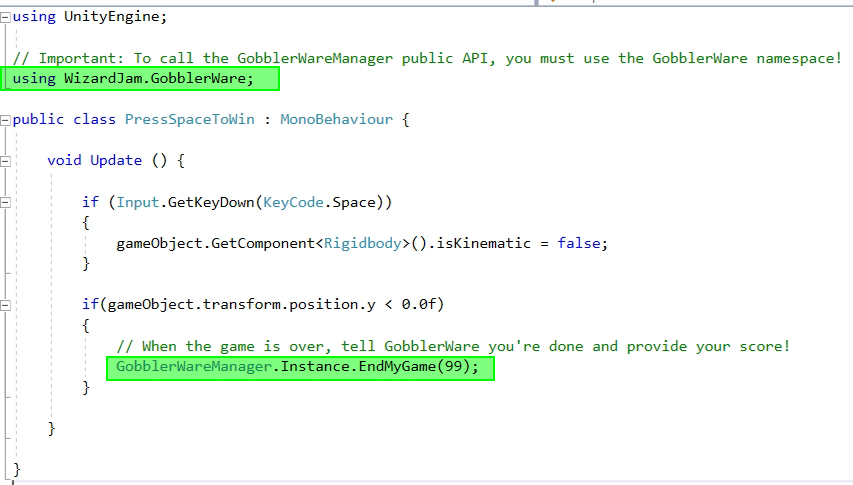 using UnityEngine;
// Important: To call the GobblerWareManager public API, you must use the GobblerWare namespace!
using WizardJam.GobblerWare;
public class PressSpaceToWin : MonoBehaviour {
void Update () {
if (Input.GetKeyDown(KeyCode.Space))
{
gameObject.GetComponent<Rigidbody>().isKinematic = false;
}
if(gameObject.transform.position.y < 0.0f)
{
// When the game is over, tell GobblerWare you're done and provide your score!
GobblerWareManager.Instance.EndMyGame(99);
}
}
}